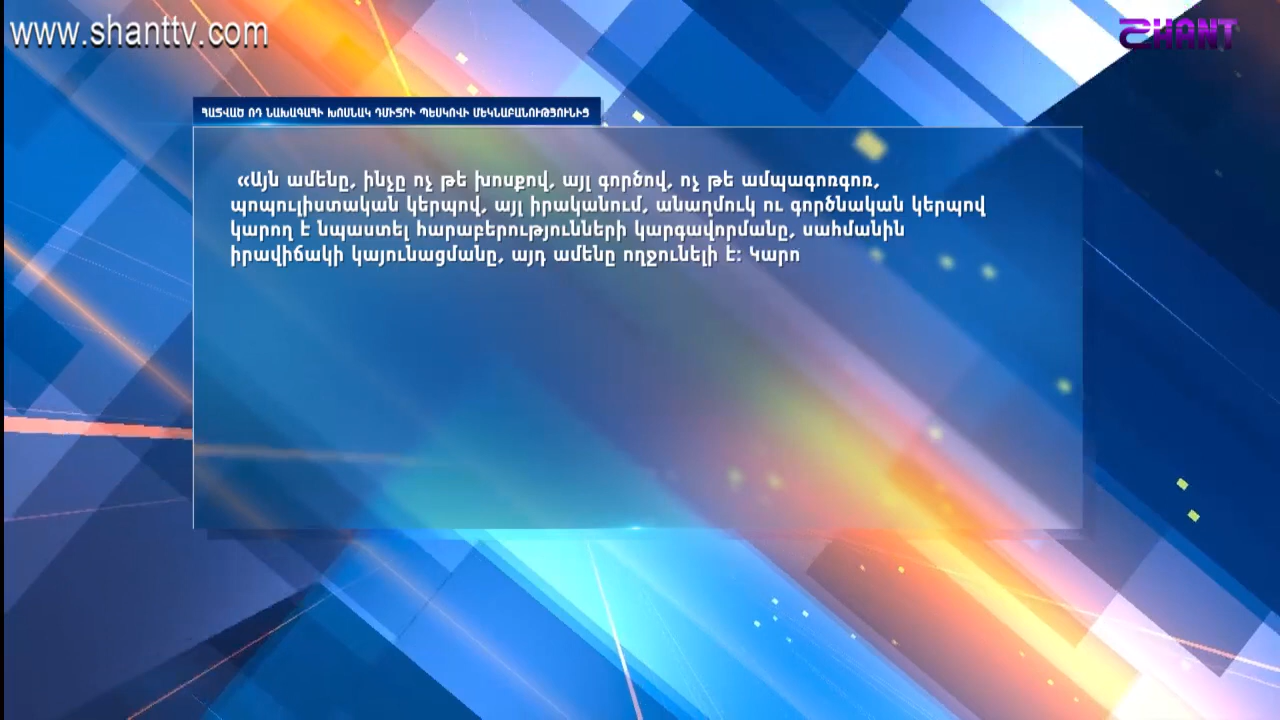 www.shanttv.com
SHANT
ՀԱՏՎԱԾ ՌԴ ՆԱԽԱԳԱՀԻ ԽՈՍՆԱԿ ԴՄԻՏՐԻ ՊԵՍԿՈՎԻ ՄԵԿՆԱԲԱՆՈՒԹՅՈՒՆԻՑ
«Այն ամենը, ինչը ոչ թե խոսքով, այլ գործով, ոչ թե ամպագոռգոռ,
պոպուլիստական կերպով, այլ իրականում, անաղմուկ ու գործնական կերպով
կարող է նպաստել հարաբերությունների կարգավորմանը, սահմանին
իրավիճակի կայունացմանը, այդ ամենը ողջունելի է: Կարո